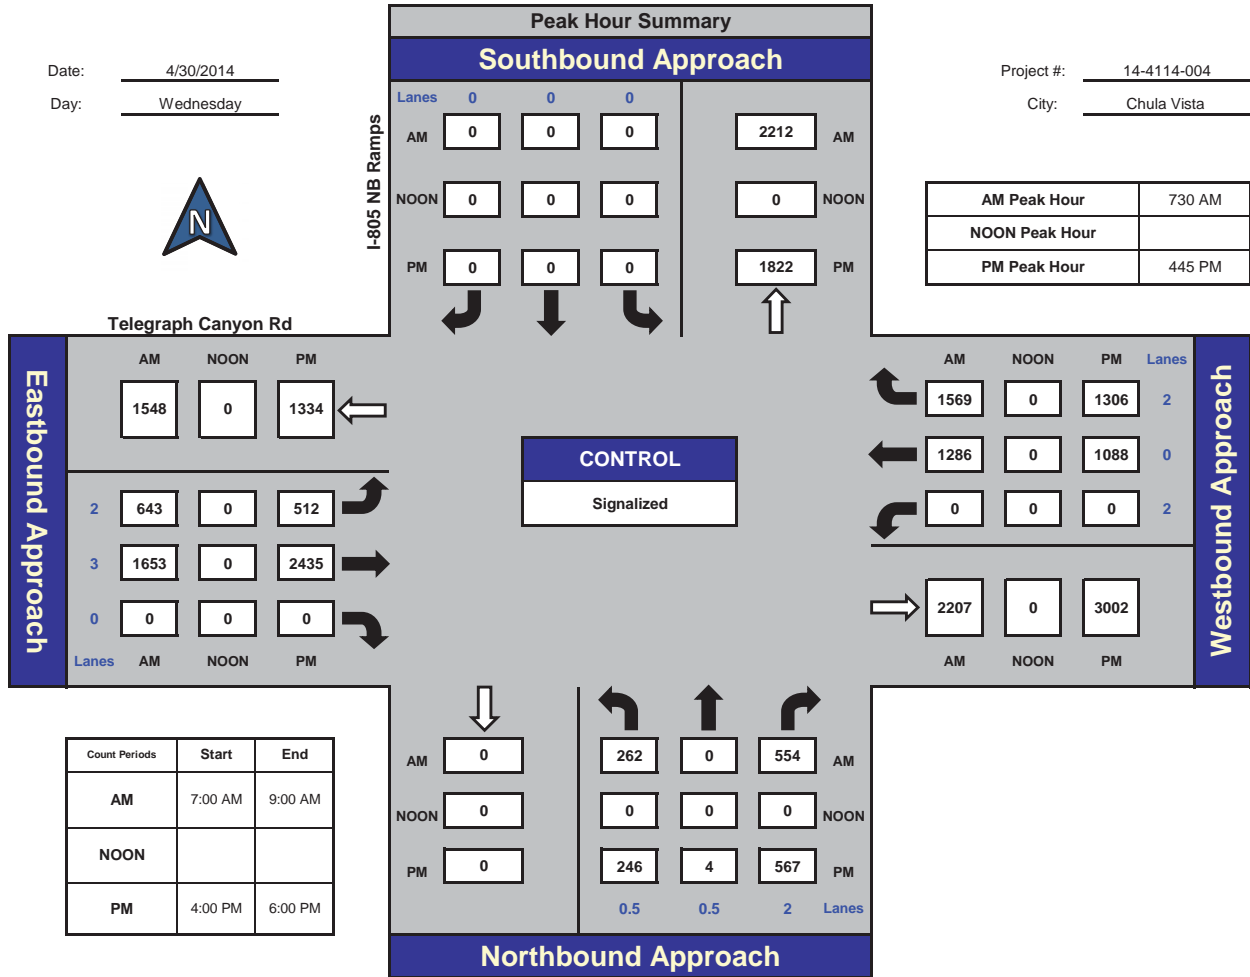 Peak Hour Summary
Southbound Approach
Date: 4/30/2014
Day: Wednesday
Project #: 14-4114-004
City: Chula Vista
N
I-805 NB Ramps
Lanes 0 0 0
AM 0 0 0 2212 AM
NOON 0 0 0 0 NOON
PM 0 0 0 1822 PM
AM Peak Hour 730 AM
NOON Peak Hour
PM Peak Hour 445 PM
Telegraph Canyon Rd
Eastbound Approach
AM NOON PM
1548 0 1334
2 643 0 512
3 1653 0 2435
0 0 0 0
Lanes AM NOON PM
CONTROL
Signalized
AM NOON PM Lanes
1569 0 1306 2
1286 0 1088 0
0 0 0 2
2207 0 3002
AM NOON PM
Westbound Approach
Count Periods Start End
AM 7:00 AM 9:00 AM
NOON
PM 4:00 PM 6:00 PM
AM 0 262 0 554 AM
NOON 0 0 0 0 NOON
PM 0 246 4 567 PM
0.5 0.5 2 Lanes
Northbound Approach